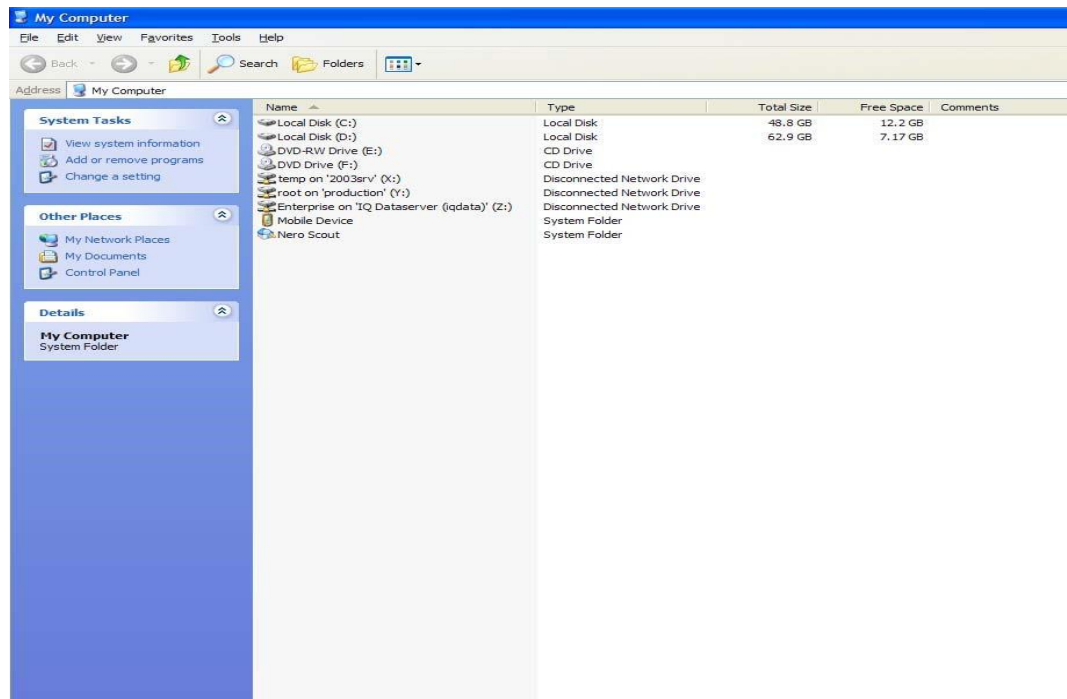 My Computer
File Edit View Favorites Tools Help
Back Search Folders
Address My Computer
System Tasks
View system information
Add or remove programs
Change a setting
Other Places
My Network Places
My Documents
Control Panel
Details
My Computer
System Folder
Name Type Total Size Free Space Comments
Local Disk (C:) Local Disk 48.8 GB 12.2 GB
Local Disk (D:) Local Disk 62.9 GB 7.17 GB
DVD-RW Drive (E:) CD Drive
DVD Drive (F:) CD Drive
temp on '2003srv' (X:) Disconnected Network Drive
root on 'production' (Y:) Disconnected Network Drive
Enterprise on 'IQ Dataserver (iqdata)' (Z:) Disconnected Network Drive
Mobile Device System Folder
Nero Scout System Folder